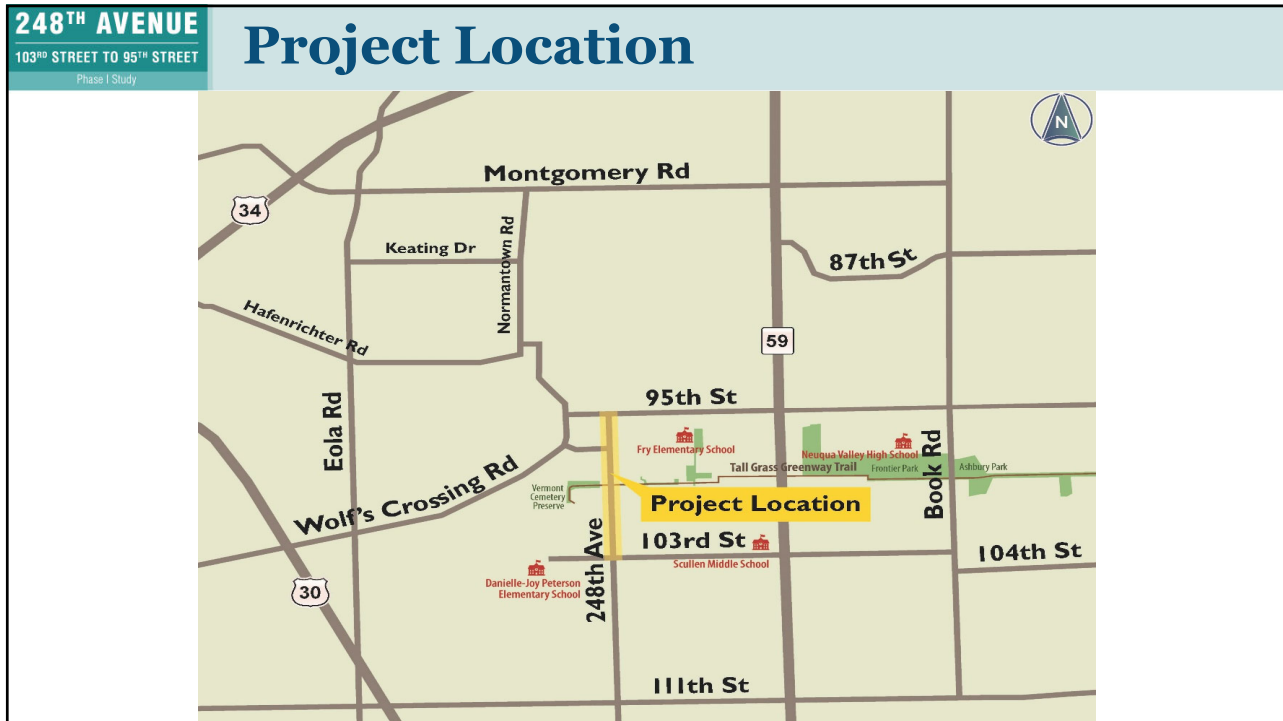 248TH AVENUE
103RD STREET TO 95TH STREET
Phase I Study
Project Location
N
Montgomery Rd
34
Keating Dr
Normantown Rd
87th St
Hafenrichter Rd
59
95th St
Eola Rd
Fry Elementary School
Neuqua Valley High School
Book Rd
Tall Grass Greenway Trail
Frontier Park
Ashbury Park
Vermont
Cemetery
Preserve
Project Location
Wolf's Crossing Rd
248th Ave
103rd St
104th St
Scullen Middle School
Danielle-Joy Peterson
Elementary School
30
111th St